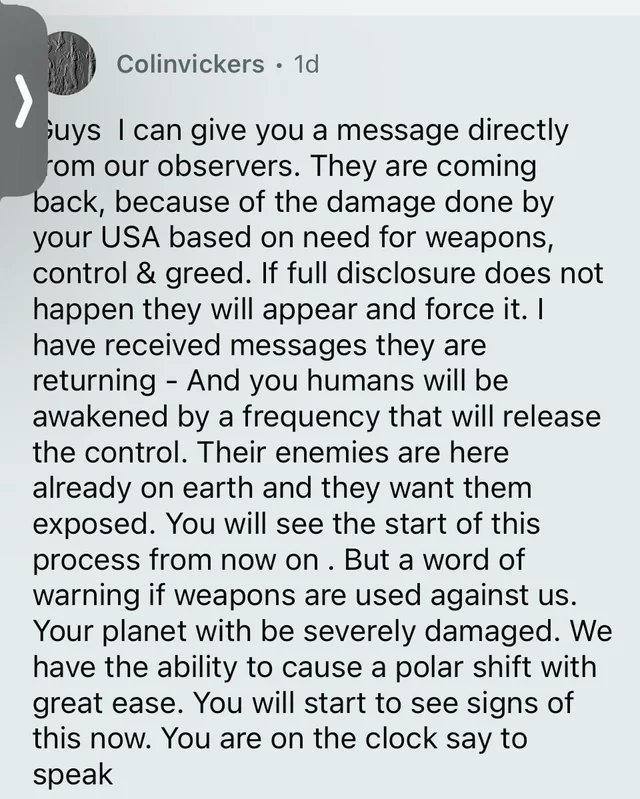 Colinvickers • 1d
Guys I can give you a message directly
from our observers. They are coming
back, because of the damage done by
your USA based on need for weapons,
control & greed. If full disclosure does not
happen they will appear and force it. I
have received messages they are
returning - And you humans will be
awakened by a frequency that will release
the control. Their enemies are here
already on earth and they want them
exposed. You will see the start of this
process from now on . But a word of
warning if weapons are used against us.
Your planet with be severely damaged. We
have the ability to cause a polar shift with
great ease. You will start to see signs of
this now. You are on the clock say to
speak